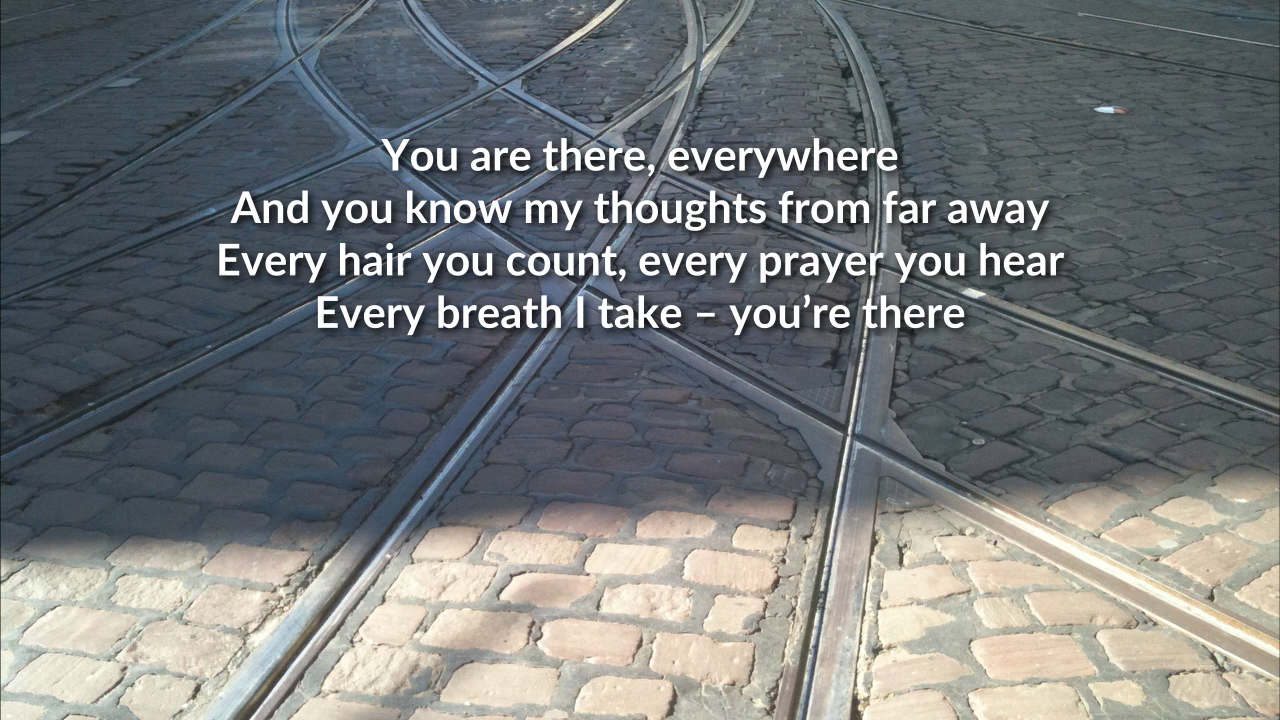 You are there, everywhere
And you know my thoughts from far away
Every hair you count, every prayer you hear
Every breath I take – you’re there